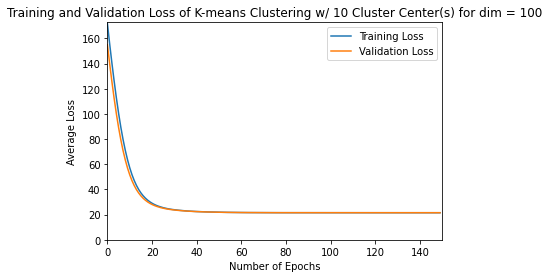 Training and Validation Loss of K-means Clustering w/ 10 Cluster Center(s) for dim = 100
Training Loss
Validation Loss
Average Loss
160
140
120
100
80
60
40
20
0
0 20 40 60 80 100 120 140
Number of Epochs